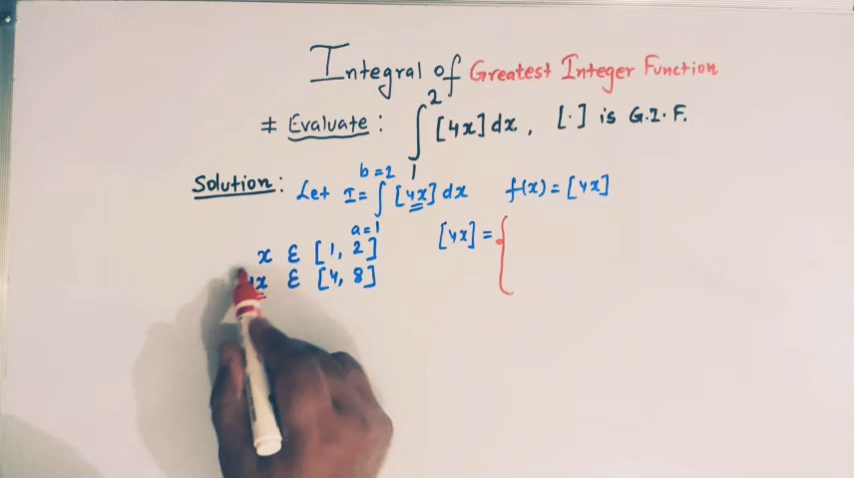 Integral of Greatest Integer Function
# Evaluate: ∫₁² [4x]dx, [·] is G.I.F.
Solution: Let I = ∫ₐ₌₁ᵇ⁼² [4x]dx f(x) = [4x]
x ε [1, 2] [4x] = {
4x ε [4, 8]